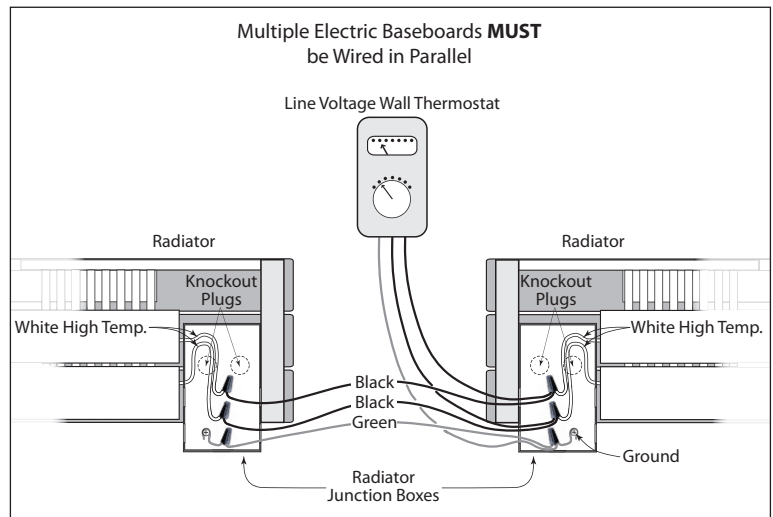 Multiple Electric Baseboards MUST
be Wired in Parallel
Line Voltage Wall Thermostat
Radiator
Radiator
Knockout
Plugs
Knockout
Plugs
White High Temp.
White High Temp.
Black
Black
Green
Ground
Radiator
Junction Boxes